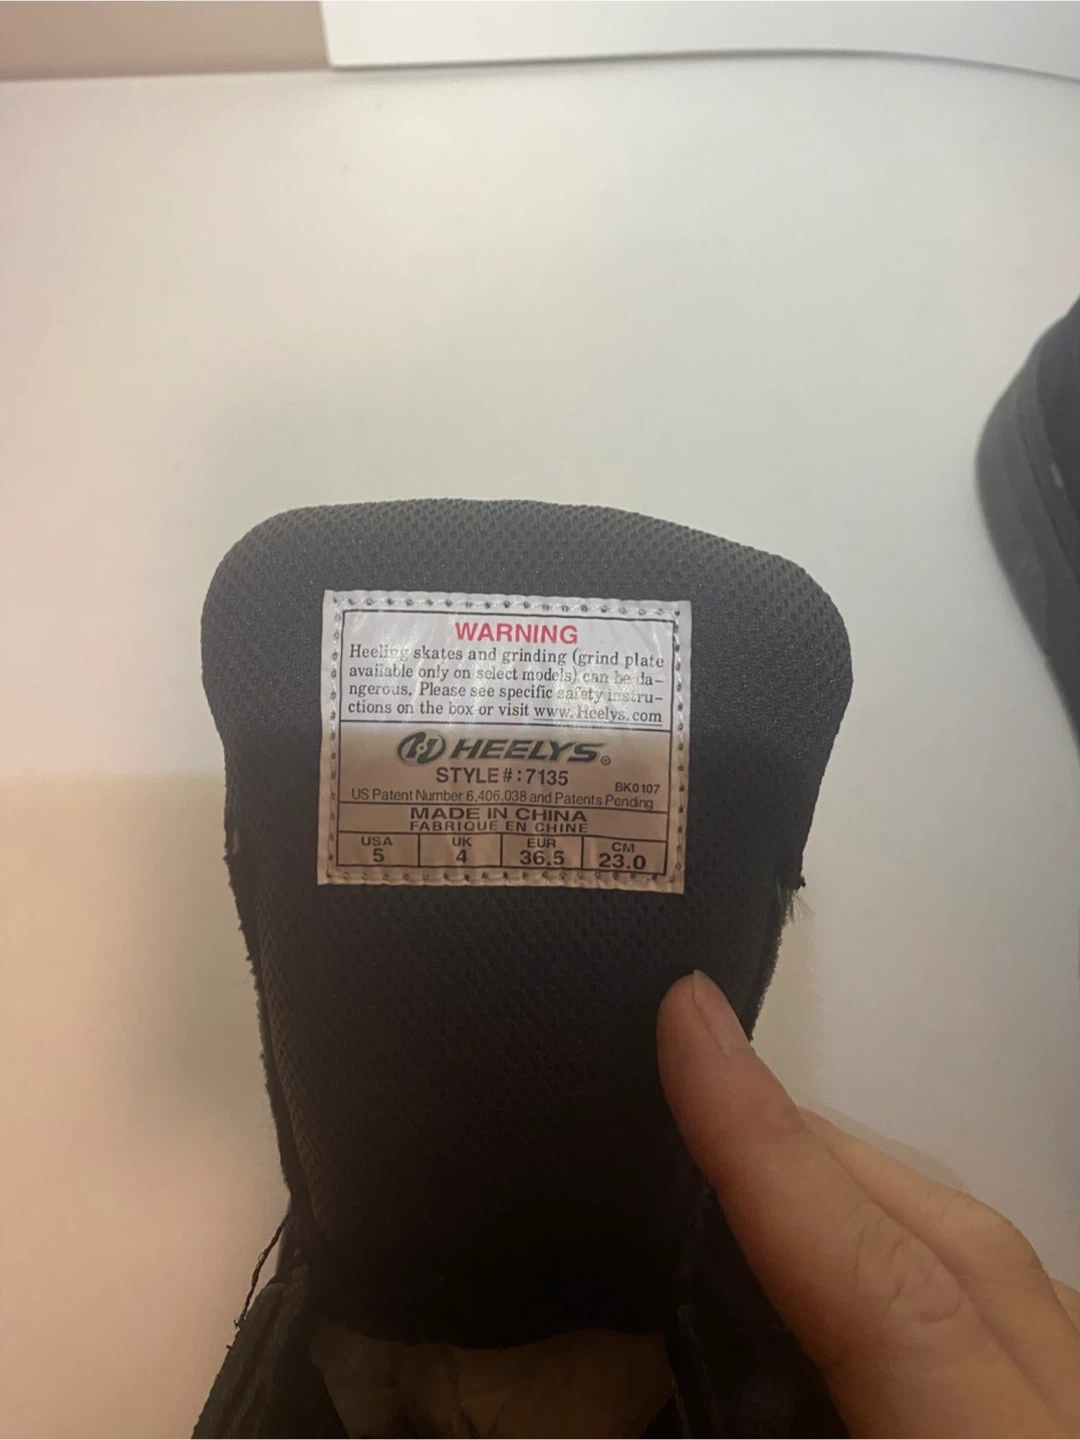 WARNING
Heeling skates and grinding (grind plate
available only on select models) can be da-
ngerous. Please see specific safety instru-
ctions on the box or visit www.Heelys.com
HEELYS®
STYLE#:7135
BK0107
US Patent Number 6,406,038 and Patents Pending
MADE IN CHINA
FABRIQUE EN CHINE
USA UK EUR CM
5 4 36.5 23.0